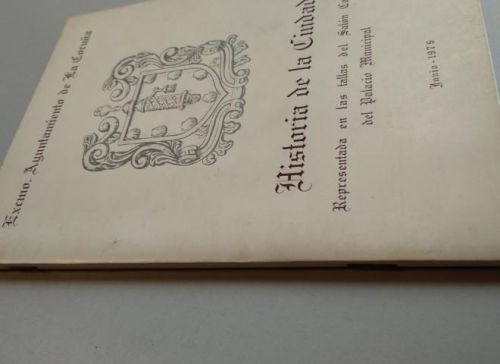 Excmo. Ayuntamiento de La Coruña
Historia de la Ciudad
Representada en las tallas del Salón
del Palacio Municipal
Junio - 1975